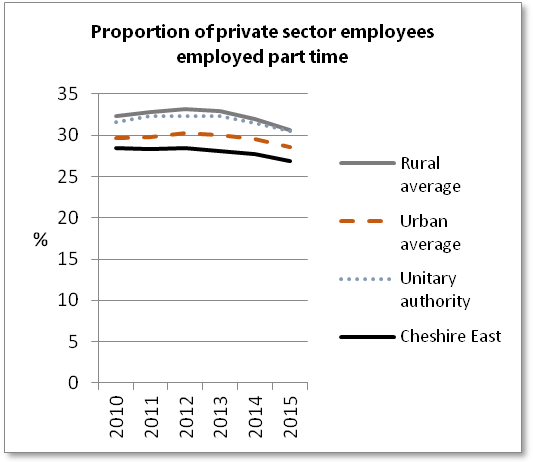 Proportion of private sector employees
employed part time
35
30
25
20
15
10
5
0
%
2010
2011
2012
2013
2014
2015
Rural
average
Urban
average
Unitary
authority
Cheshire East